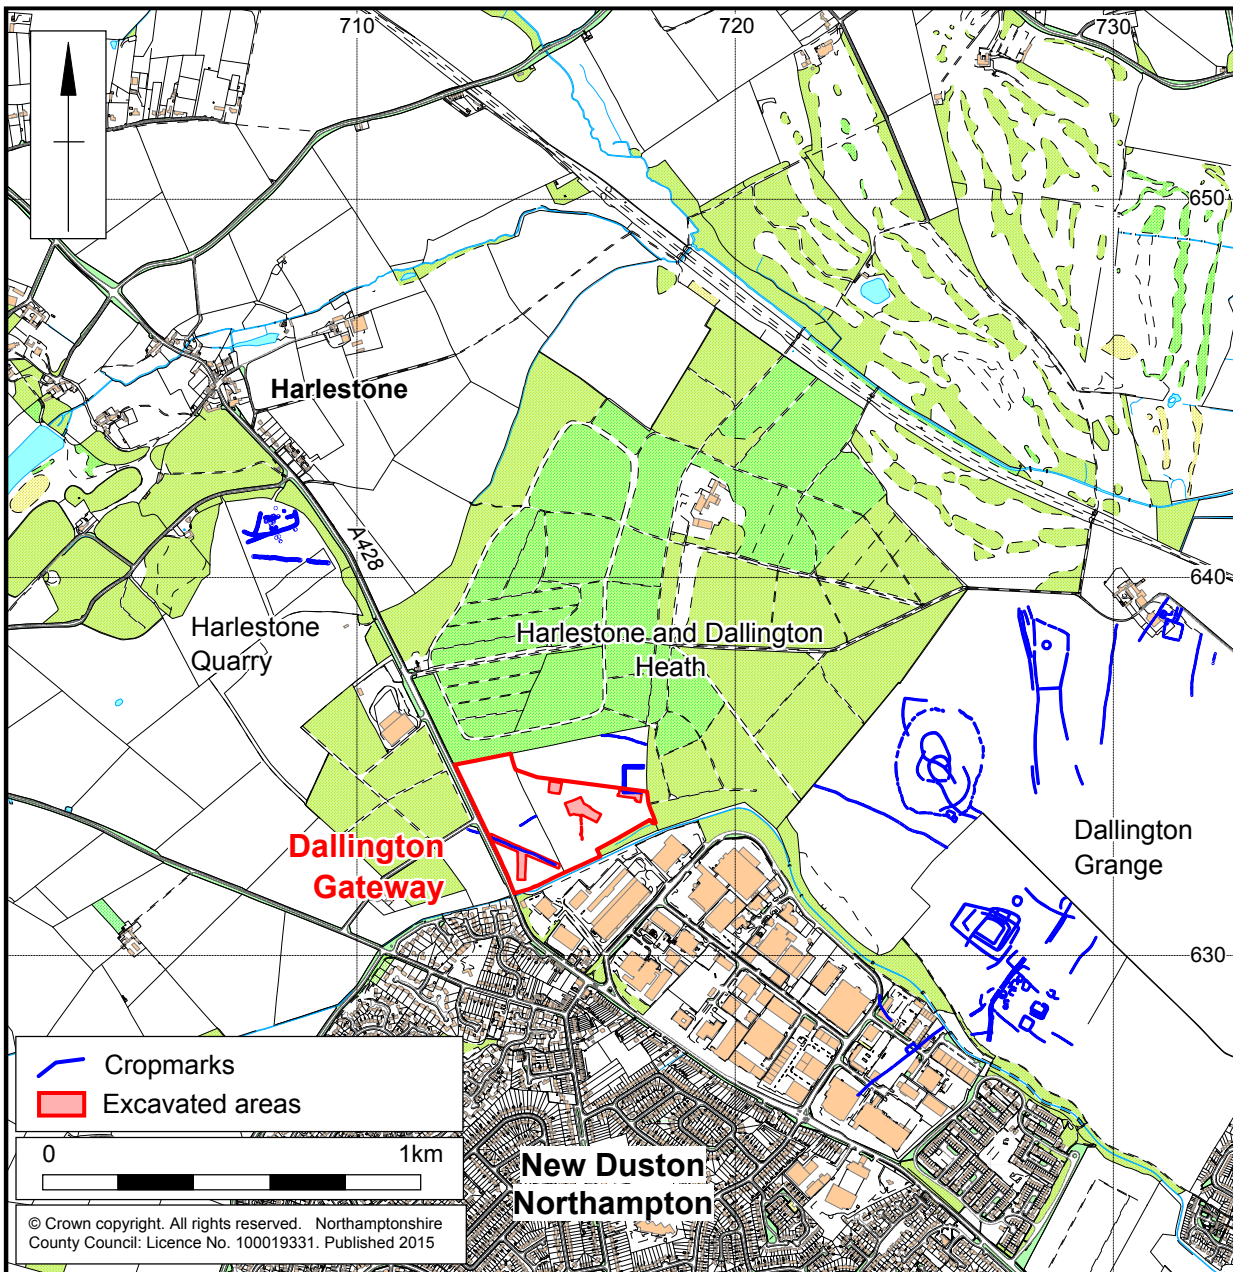 710
720
730
650
Harlestone
A428
640
Harlestone
Quarry
Harlestone and Dallington
Heath
Dallington
Gateway
Dallington
Grange
630
Cropmarks
Excavated areas
0
1km
New Duston
Northampton
© Crown copyright. All rights reserved. Northamptonshire
County Council: Licence No. 100019331. Published 2015